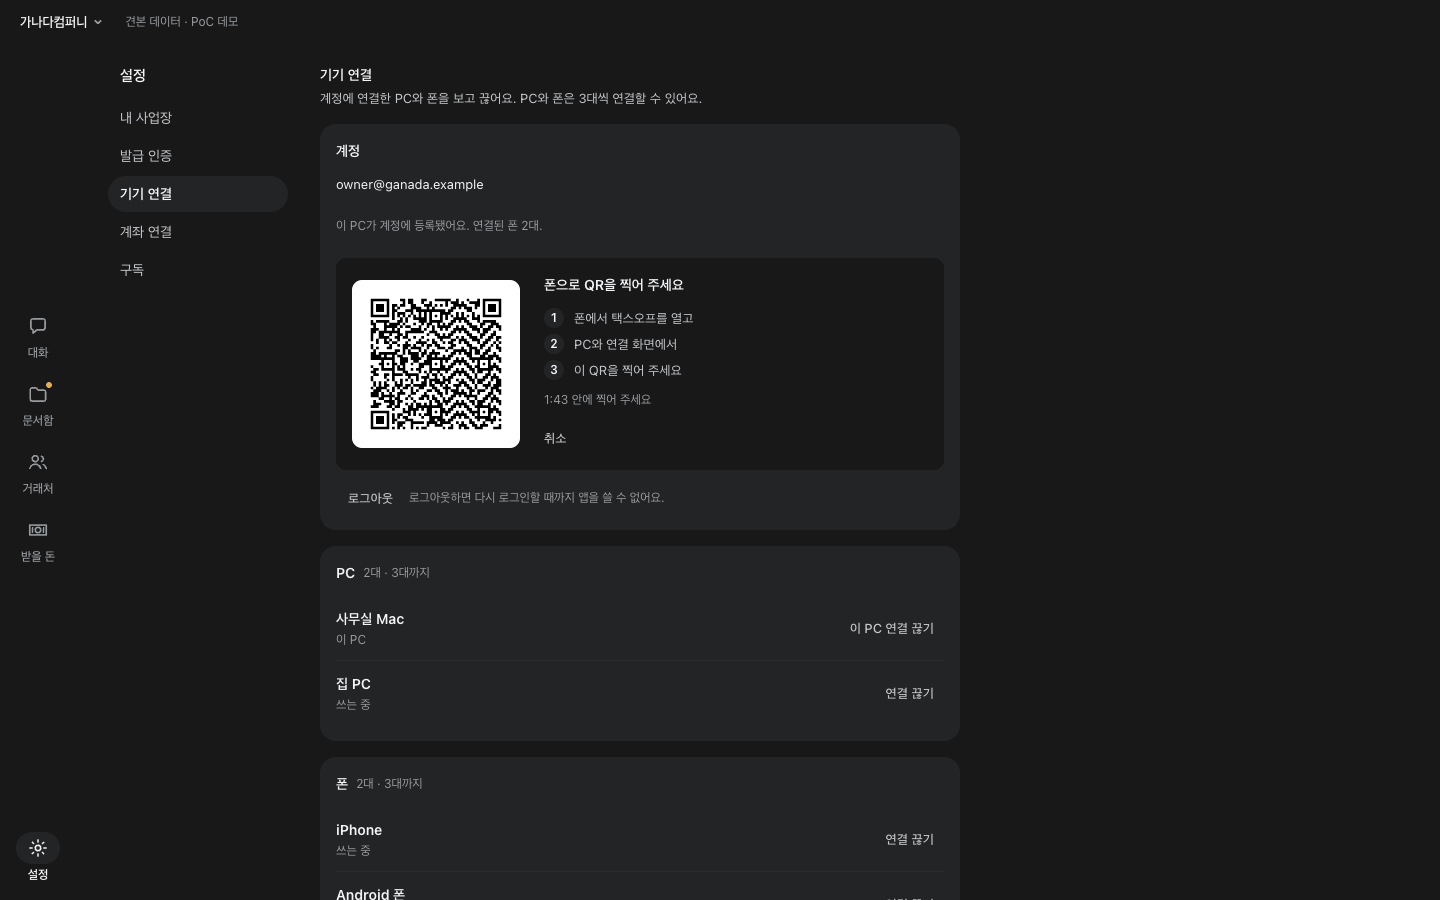 가나다컴퍼니
견본 데이터 · PoC 데모
설정
내 사업장
발급 인증
기기 연결
계좌 연결
구독
대화
문서함
거래처
받을 돈
설정
기기 연결
계정에 연결한 PC와 폰을 보고 끊어요. PC와 폰은 3대씩 연결할 수 있어요.
계정
owner@ganada.example
이 PC가 계정에 등록됐어요. 연결된 폰 2대.
폰으로 QR을 찍어 주세요
1 폰에서 택스오프를 열고
2 PC와 연결 화면에서
3 이 QR을 찍어 주세요
1:43 안에 찍어 주세요
취소
로그아웃 로그아웃하면 다시 로그인할 때까지 앱을 쓸 수 없어요.
PC 2대 · 3대까지
사무실 Mac
이 PC
이 PC 연결 끊기
집 PC
쓰는 중
연결 끊기
폰 2대 · 3대까지
iPhone
쓰는 중
연결 끊기
Android 폰